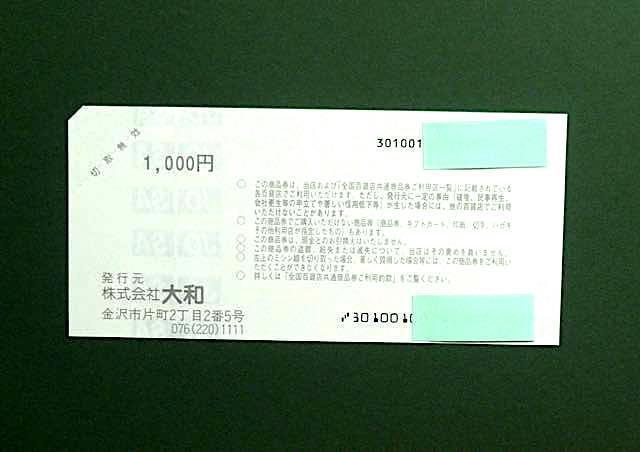 301001
切取無効
1,000円
○ この商品券は、当店および「全国百貨店共通商品券ご利用店一覧」に記載されている
各百貨店でご利用いただけます。ただし、発行元に一定の事由（破産、民事再生、
会社更生等の申立てや著しい信用低下等）が生じた場合には、他の百貨店でご利用
いただけないことがあります。
○ この商品券でご購入いただけない商品等（商品券、ギフトカード、印紙、切手、ハガキ
その他利用店が指定したもの）もあります。
○ この商品券は、現金とのお引換えはいたしません。
○ この商品券の盗難、紛失または滅失について、当店はその責めを負いません。
○ 左上のミシン線を切り取った場合、著しく毀損した場合等には、この商品券をご利用い
ただくことができなくなります。
○ 詳しくは「全国百貨店共通商品券ご利用約款」をご覧ください。
発行元
株式会社大和
金沢市片町2丁目2番5号
076(220)1111
301001